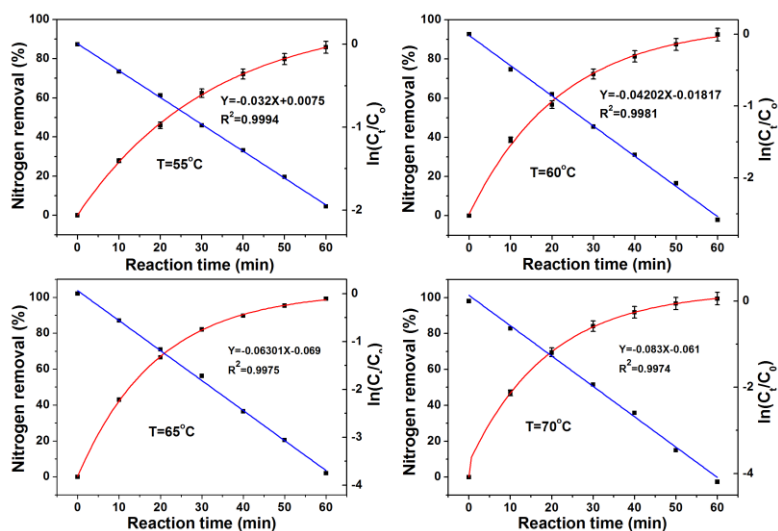 100
80
60
40
20
0
Nitrogen removal (%)
Y=-0.032X+0.0075
R²=0.9994
T=55°C
0
-1
-2
ln(Cₜ/Cₒ)
0 10 20 30 40 50 60
Reaction time (min)
100
80
60
40
20
0
Nitrogen removal (%)
Y=-0.04202X-0.01817
R²=0.9981
T=60°C
0
-1
-2
ln(Cₜ/Cₒ)
0 10 20 30 40 50 60
Reaction time (min)
100
80
60
40
20
0
Nitrogen removal (%)
Y=-0.06301X-0.069
R²=0.9975
T=65°C
0
-1
-2
-3
-4
0 10 20 30 40 50 60
Reaction time (min)
100
80
60
40
20
0
Nitrogen removal (%)
Y=-0.083X-0.061
R²=0.9974
T=70°C
0
-2
-4
ln(Cₜ/C₀)
0 10 20 30 40 50 60
Reaction time (min)